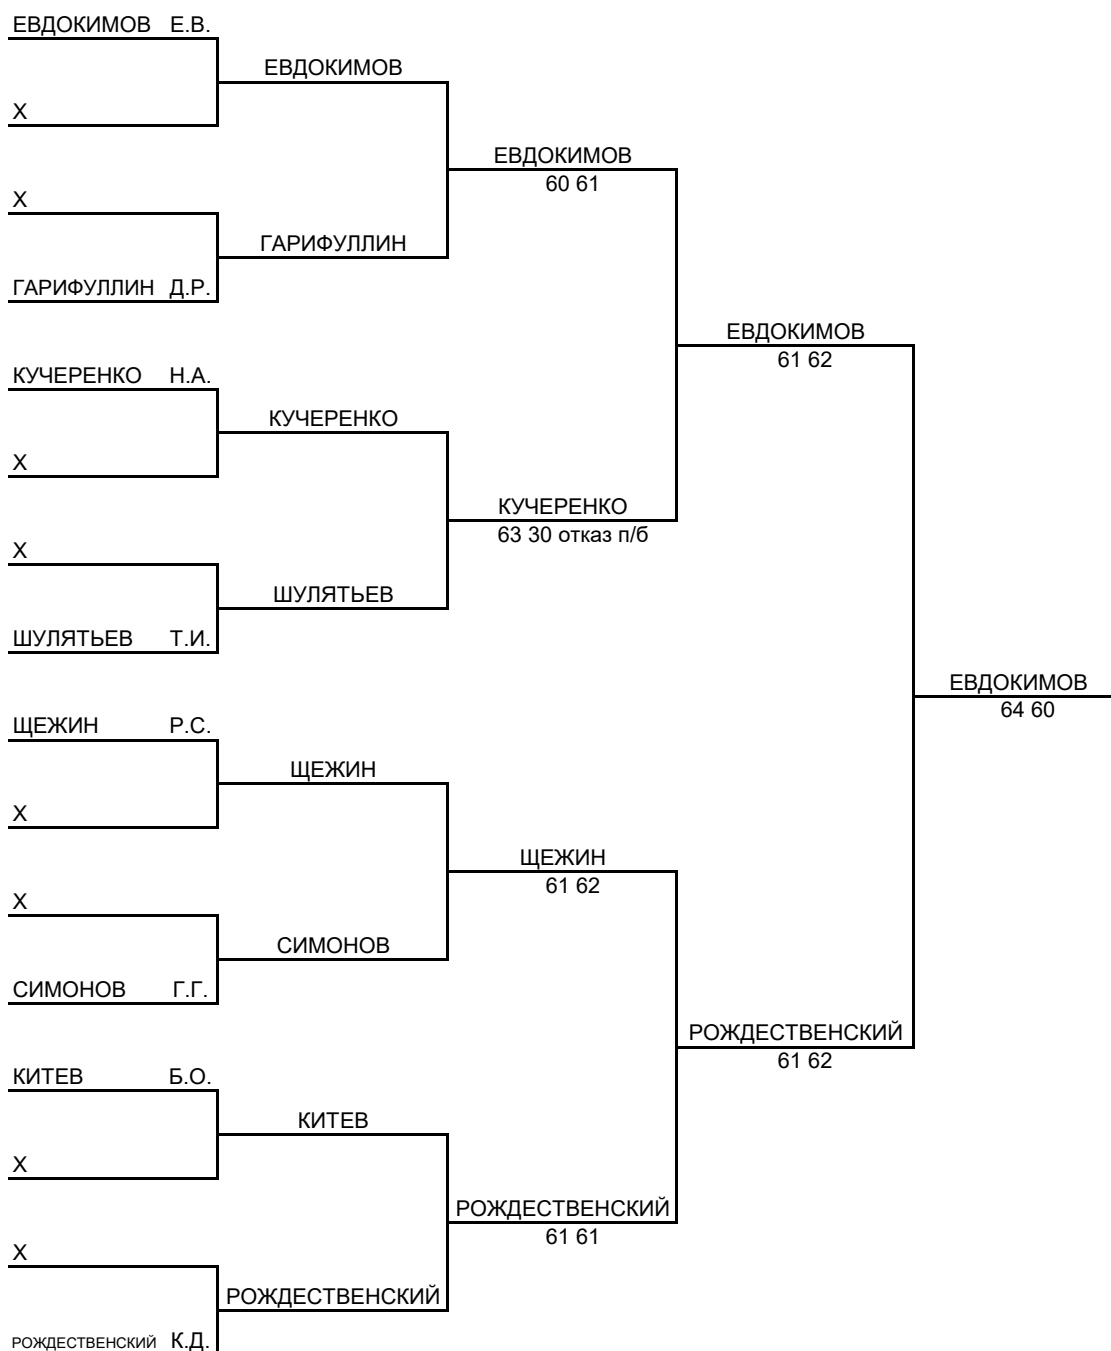 ЕВДОКИМОВ Е.В.
ЕВДОКИМОВ
Х
ЕВДОКИМОВ
60 61
Х
ГАРИФУЛЛИН
ГАРИФУЛЛИН Д.Р.
ЕВДОКИМОВ
61 62
КУЧЕРЕНКО Н.А.
КУЧЕРЕНКО
Х
КУЧЕРЕНКО
63 30 отказ п/б
Х
ШУЛЯТЬЕВ
ШУЛЯТЬЕВ Т.И.
ЕВДОКИМОВ
64 60
ЩЕЖИН Р.С.
ЩЕЖИН
Х
ЩЕЖИН
61 62
Х
СИМОНОВ
СИМОНОВ Г.Г.
РОЖДЕСТВЕНСКИЙ
61 62
КИТЕВ Б.О.
КИТЕВ
Х
РОЖДЕСТВЕНСКИЙ
61 61
Х
РОЖДЕСТВЕНСКИЙ
РОЖДЕСТВЕНСКИЙ К.Д.